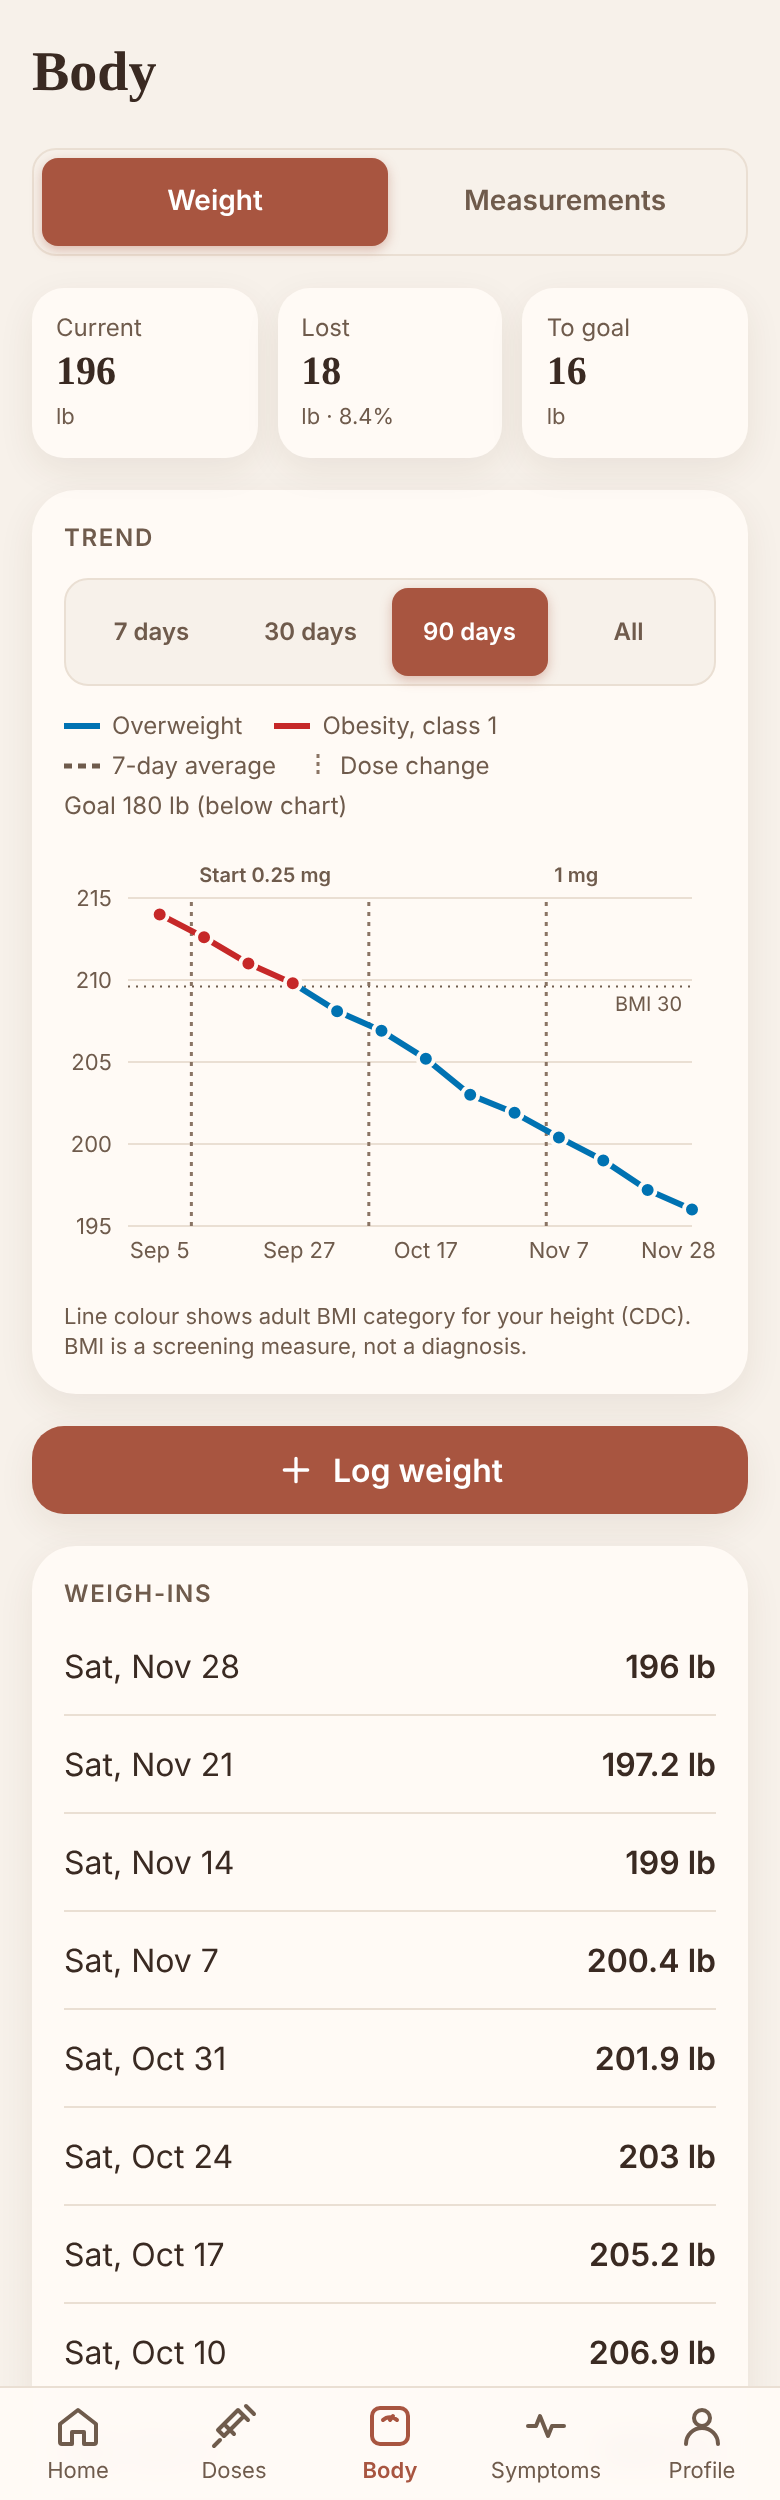 Body
Weight Measurements
Current Lost To goal
196 18 16
lb lb · 8.4% lb
TREND
7 days 30 days 90 days All
Overweight Obesity, class 1
7-day average Dose change
Goal 180 lb (below chart)
Start 0.25 mg 1 mg
215
210
BMI 30
205
200
195
Sep 5 Sep 27 Oct 17 Nov 7 Nov 28
Line colour shows adult BMI category for your height (CDC).
BMI is a screening measure, not a diagnosis.
+ Log weight
WEIGH-INS
Sat, Nov 28 196 lb
Sat, Nov 21 197.2 lb
Sat, Nov 14 199 lb
Sat, Nov 7 200.4 lb
Sat, Oct 31 201.9 lb
Sat, Oct 24 203 lb
Sat, Oct 17 205.2 lb
Sat, Oct 10 206.9 lb
Home Doses Body Symptoms Profile